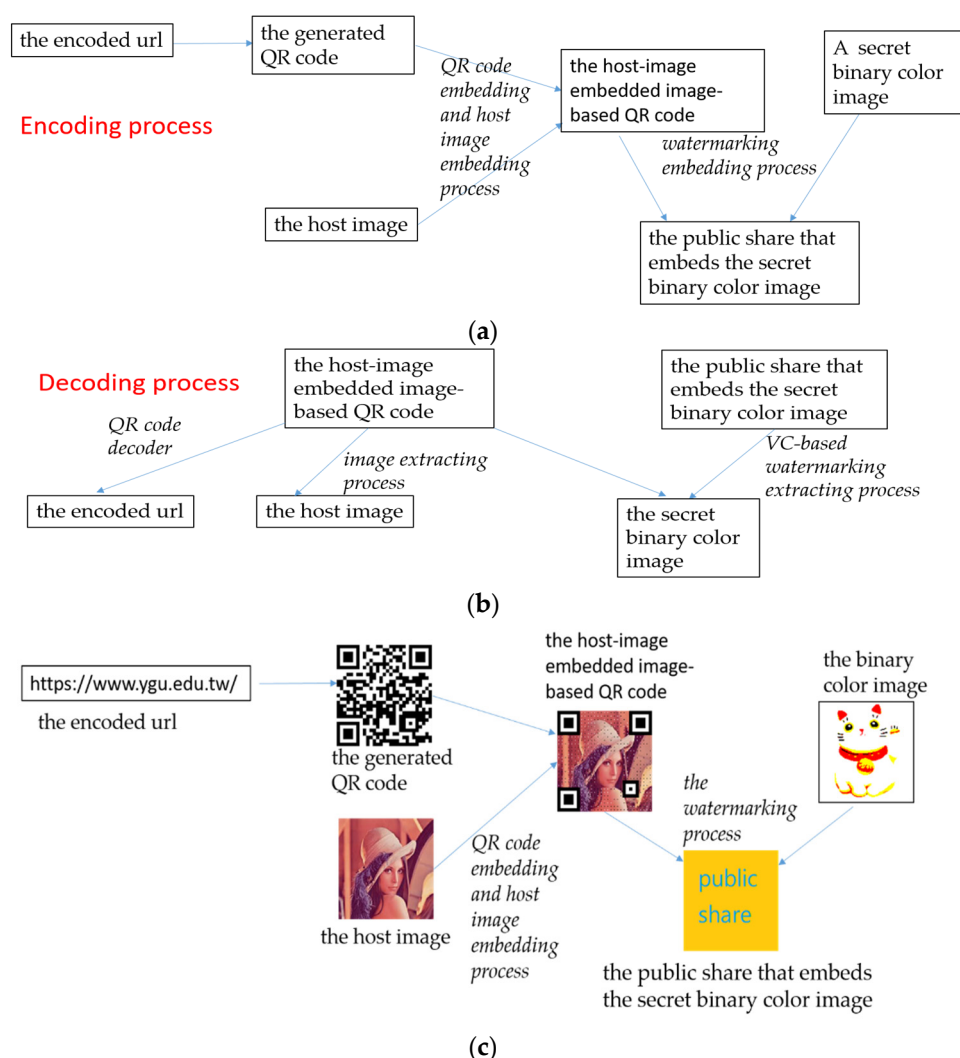 the encoded url
the generated
QR code
QR code
embedding
and host
image
embedding
process
the host-image
embedded image-
based QR code
A secret
binary color
image
Encoding process
watermarking
embedding process
the host image
the public share that
embeds the secret
binary color image
(a)
Decoding process
the host-image
embedded image-
based QR code
the public share that
embeds the secret
binary color image
QR code
decoder
image extracting
process
VC-based
watermarking
extracting process
the encoded url
the host image
the secret
binary color
image
(b)
https://www.ygu.edu.tw/
the encoded url
the generated
QR code
the host-image
embedded image-
based QR code
the binary
color image
the host image
QR code
embedding
and host
image
embedding
process
the
watermarking
process
public
share
the public share that embeds
the secret binary color image
(c)